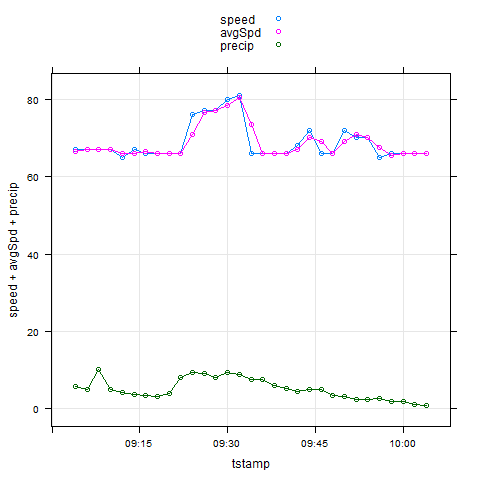 speed
avgSpd
precip
80
60
40
20
0
speed + avgSpd + precip
09:15 09:30 09:45 10:00
tstamp